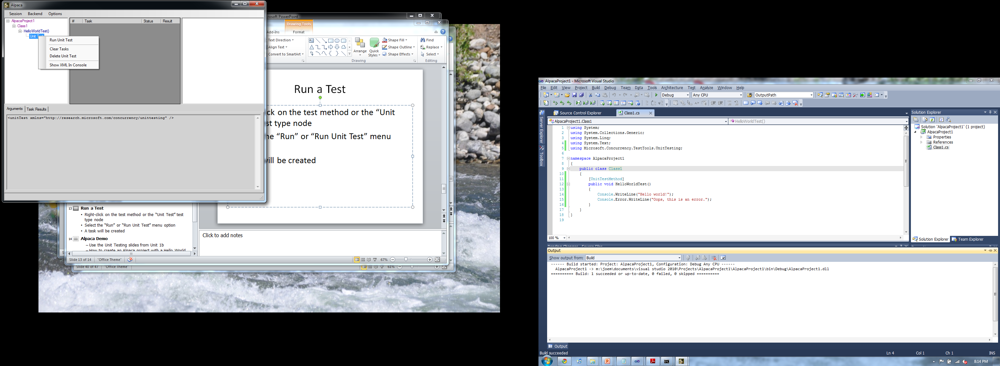 Alpaca
Session Backend Options
AlpacaProject1
Class1
HelloWorldTest()
Unit
Run Unit Test
Clear Tasks
Delete Unit Test
Show XML In Console
# Task Status Result
Arguments Task Results
<unitTest xmlns="http://research.microsoft.com/concurrency/unittesting" />
crosoft PowerPoint
Drawing Tools
Add-Ins Format
Text Direction
Align Text
Convert to SmartArt
Arrange
Quick Styles
Shape Fill
Shape Outline
Shape Effects
Drawing
Find
Replace
Select
Editing
Run a Test
ck on the test method or the “Unit
st type node
he “Run” or “Run Unit Test” menu
will be created
13 Run a Test
• Right-click on the test method or the “Unit Test” test
type node
• Select the “Run” or “Run Unit Test” menu option
• A task will be created
14 Alpaca Demo
– Use the Unit Testing slides from Unit 1b
– How to create an Alpaca project with a Hello World
Click to add notes
Slide 13 of 14 "Office Theme" 67%
Slide 40 of 47 "Office Theme" 61%
AlpacaProject1 - Microsoft Visual Studio
File Edit View Project Build Debug Team Data Tools Architecture Test Analyze Window Help
Debug Any CPU OutputPath
Server Explorer
Toolbox
Source Control Explorer Class1.cs
AlpacaProject1.Class1 HelloWorldTest()
1 using System;
2 using System.Collections.Generic;
3 using System.Linq;
4 using System.Text;
5 using Microsoft.Concurrency.TestTools.UnitTesting;
6
7 namespace AlpacaProject1
8 {
9 public class Class1
10 {
11 [UnitTestMethod]
12 public void HelloWorldTest()
13 {
14 Console.WriteLine("Hello world!");
15 Console.Error.WriteLine("Oops, this is an error.");
16 }
17 }
18 }
19
100 %
Solution Explorer
Solution 'AlpacaProject1' (1 project)
AlpacaProject1
Properties
References
Class1.cs
Solution Explorer Team Explorer
Pending Changes - Source Files
Output
Show output from: Build
------ Build started: Project: AlpacaProject1, Configuration: Debug Any CPU ------
AlpacaProject1 -> m:\joem\documents\visual studio 2010\Projects\AlpacaProject1\AlpacaProject1\bin\Debug\AlpacaProject1.dll
========== Build: 1 succeeded or up-to-date, 0 failed, 0 skipped ==========
Output
Build succeeded Ln 4 Col 1 Ch 1 INS
8:14 PM